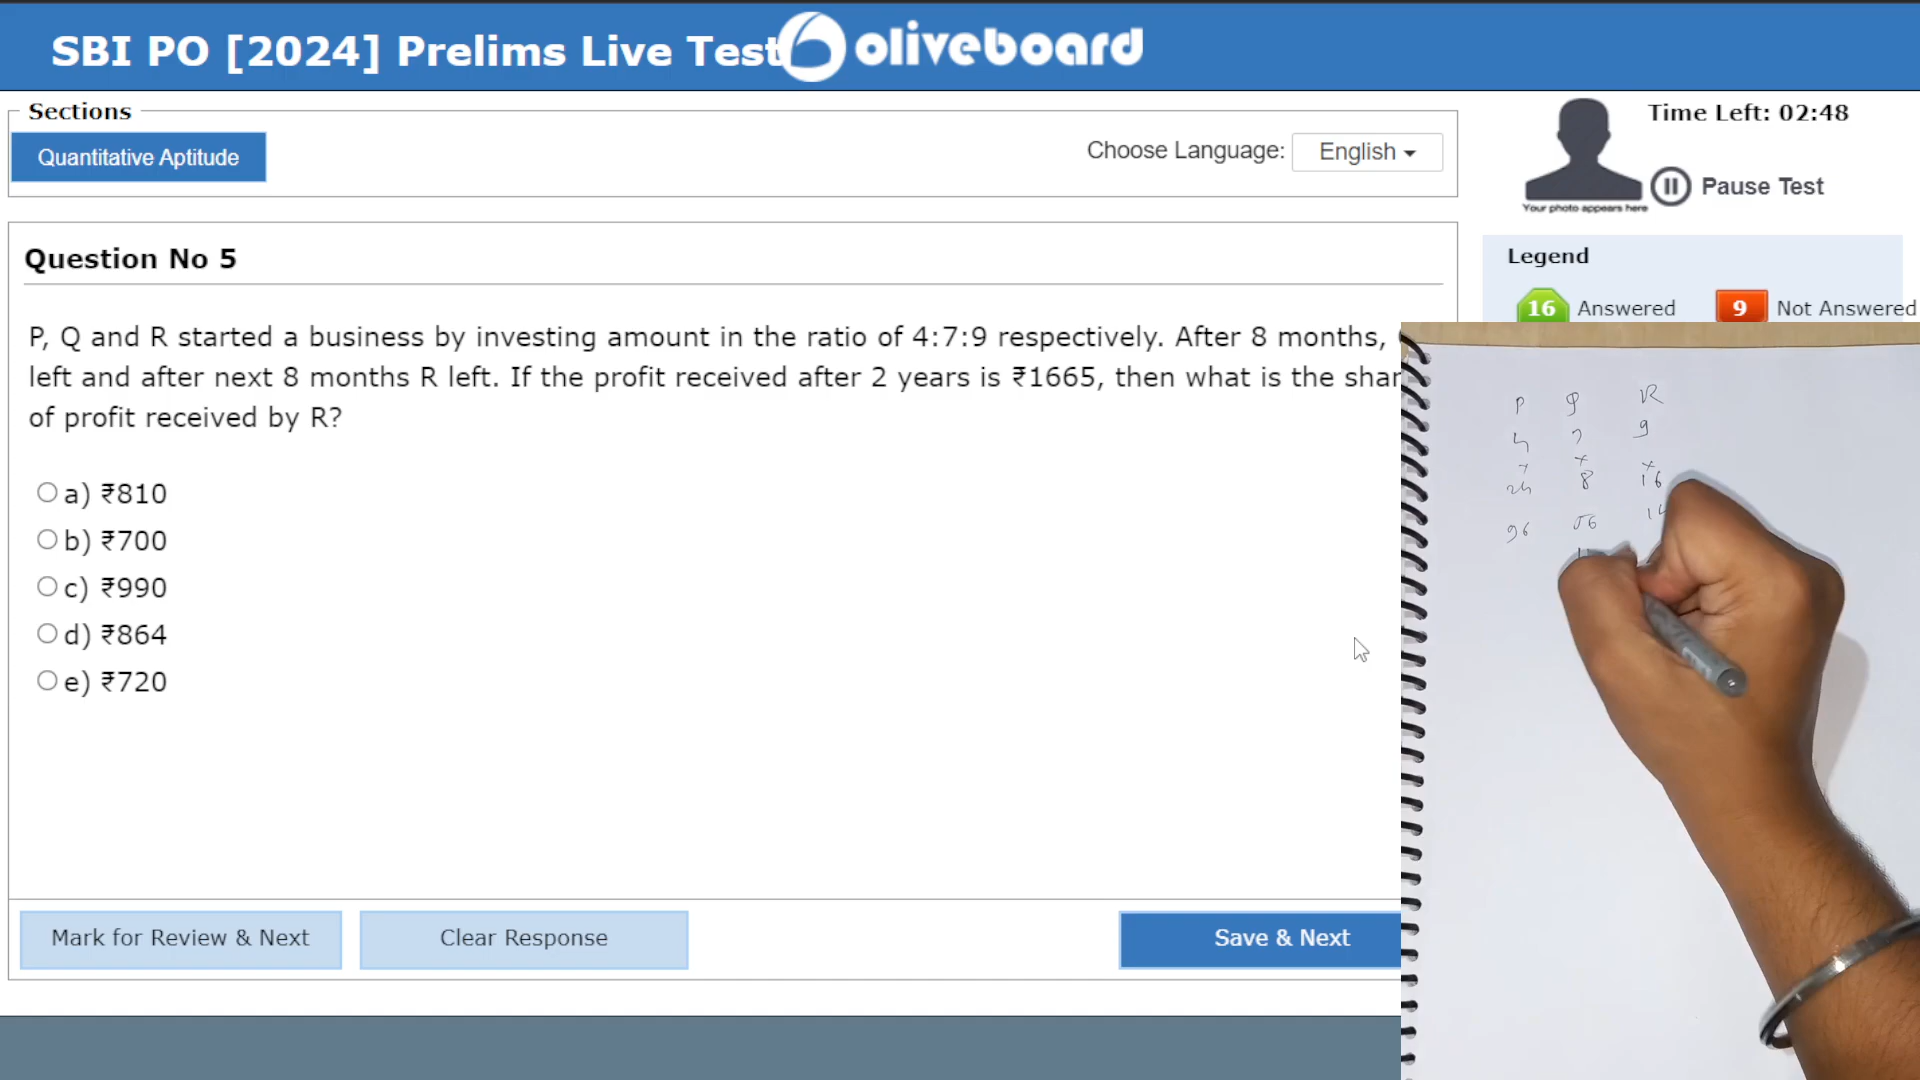 SBI PO [2024] Prelims Live Test
oliveboard
Sections
Quantitative Aptitude
Choose Language: English
Time Left: 02:48
Pause Test
Your photo appears here
Legend
16 Answered 9 Not Answered
Question No 5
P, Q and R started a business by investing amount in the ratio of 4:7:9 respectively. After 8 months,
left and after next 8 months R left. If the profit received after 2 years is ₹1665, then what is the
of profit received by R?
a) ₹810
b) ₹700
c) ₹990
d) ₹864
e) ₹720
Mark for Review & Next Clear Response Save & Next
P Q R
4 7 9
× × ×
24 8 16
96 56